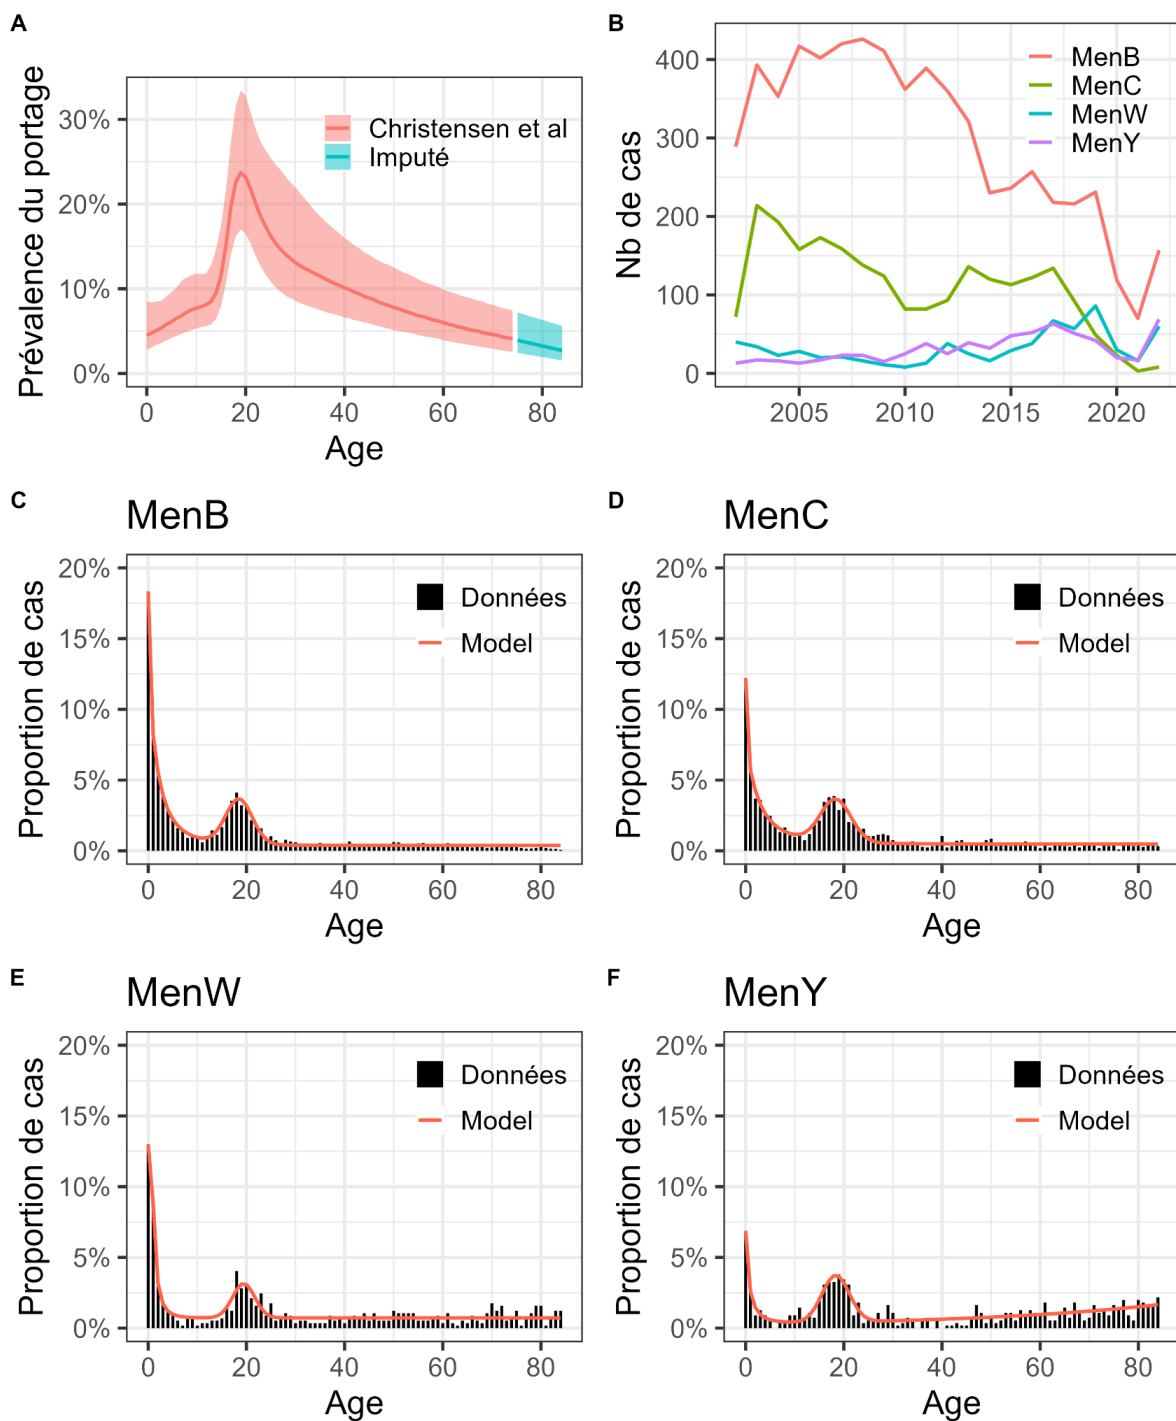 A
Prévalence du portage
30%
20%
10%
0%
Christensen et al
Imputé
0 20 40 60 80
Age
B
Nb de cas
400
300
200
100
0
MenB
MenC
MenW
MenY
2005 2010 2015 2020
C
MenB
Proportion de cas
20%
15%
10%
5%
0%
Données
Model
0 20 40 60 80
Age
D
MenC
Proportion de cas
20%
15%
10%
5%
0%
Données
Model
0 20 40 60 80
Age
E
MenW
Proportion de cas
20%
15%
10%
5%
0%
Données
Model
0 20 40 60 80
Age
F
MenY
Proportion de cas
20%
15%
10%
5%
0%
Données
Model
0 20 40 60 80
Age